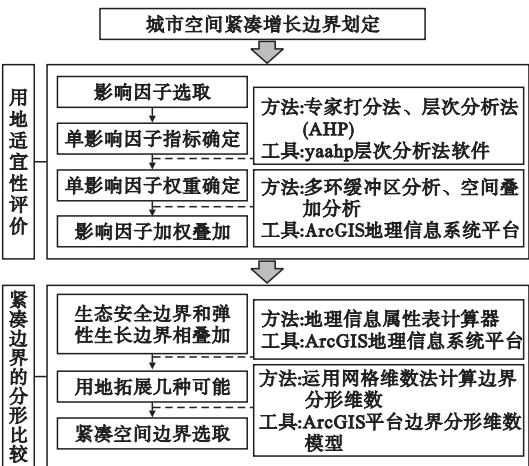 城市空间紧凑增长边界划定
用地适宜性评价
影响因子选取
单影响因子指标确定
单影响因子权重确定
影响因子加权叠加
方法:专家打分法、层次分析法
(AHP)
工具:yaahp层次分析法软件
方法:多环缓冲区分析、空间叠
加分析
工具:ArcGIS地理信息系统平台
紧凑边界的分形比较
生态安全边界和弹
性生长边界相叠加
用地拓展几种可能
紧凑空间边界选取
方法:地理信息属性表计算器
工具:ArcGIS地理信息系统平台
方法:运用网格维数法计算边界
分形维数
工具:ArcGIS平台边界分形维数
模型